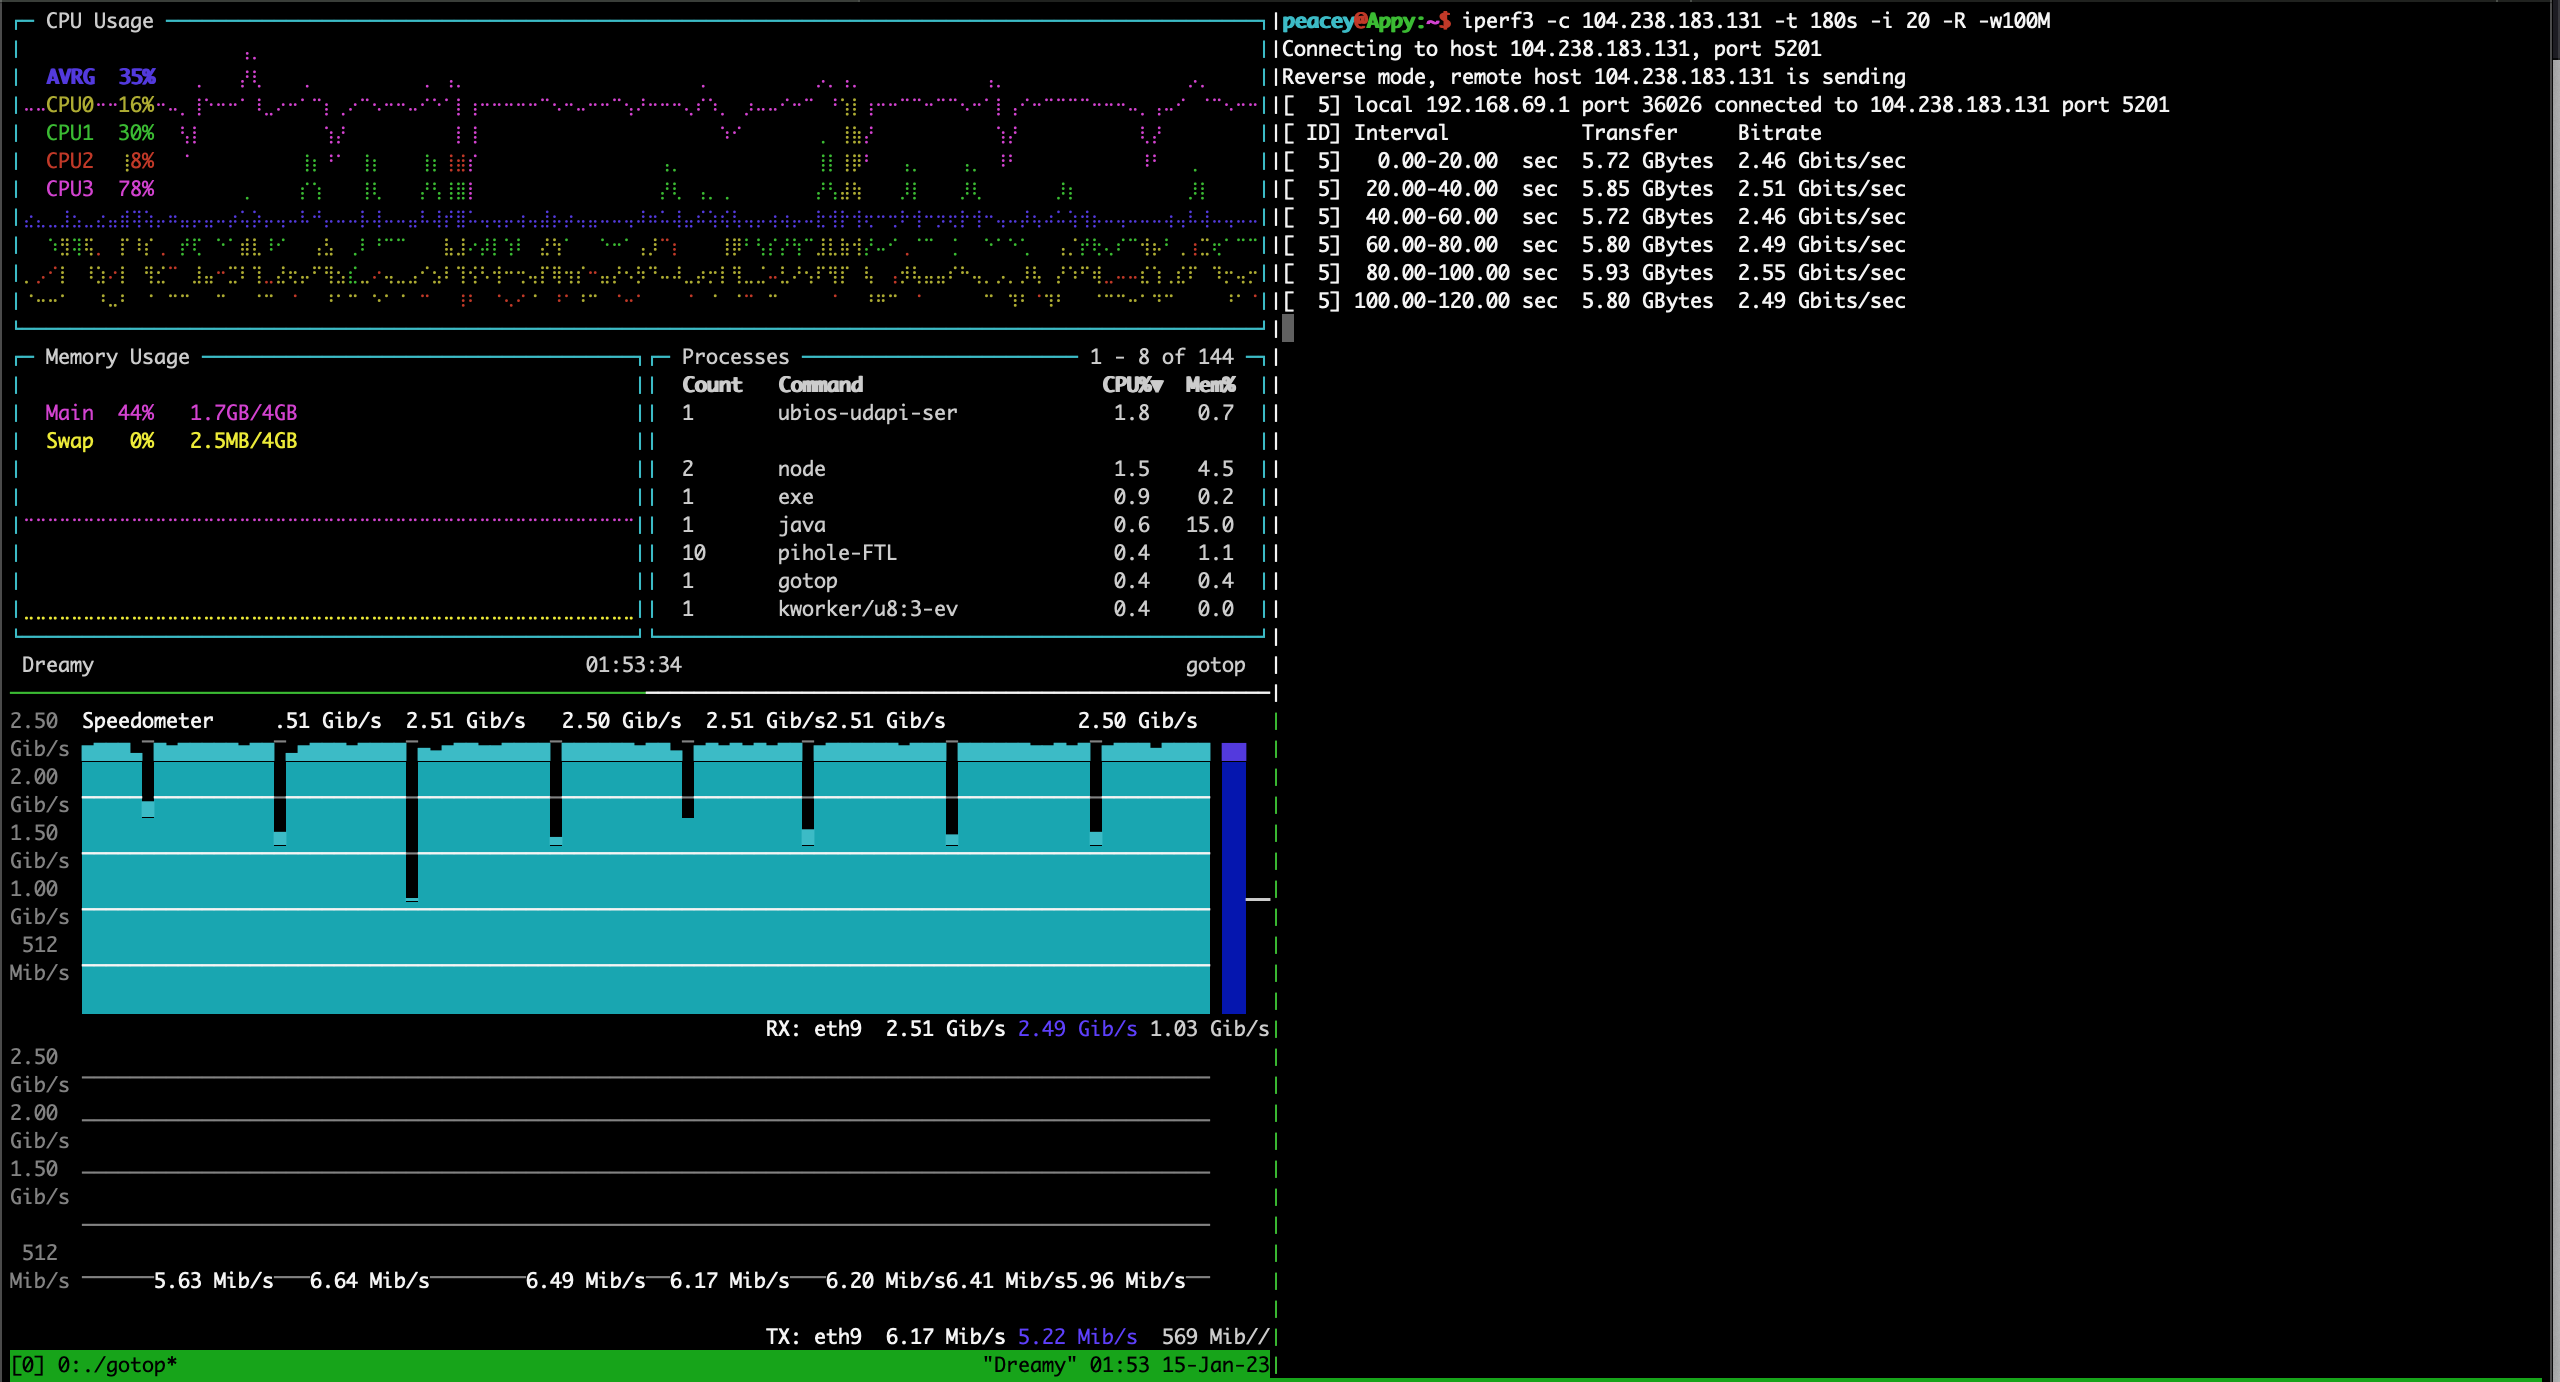 CPU Usage
AVRG 35%
CPU0 16%
CPU1 30%
CPU2 8%
CPU3 78%
Memory Usage
Main 44% 1.7GB/4GB
Swap 0% 2.5MB/4GB
Processes 1 - 8 of 144
Count Command CPU%▼ Mem%
1 ubios-udapi-ser 1.8 0.7
2 node 1.5 4.5
1 exe 0.9 0.2
1 java 0.6 15.0
10 pihole-FTL 0.4 1.1
1 gotop 0.4 0.4
1 kworker/u8:3-ev 0.4 0.0
Dreamy 01:53:34 gotop
2.50 Speedometer .51 Gib/s 2.51 Gib/s 2.50 Gib/s 2.51 Gib/s2.51 Gib/s 2.50 Gib/s
Gib/s
2.00
Gib/s
1.50
Gib/s
1.00
Gib/s
512
Mib/s
RX: eth9 2.51 Gib/s 2.49 Gib/s 1.03 Gib/s
2.50
Gib/s
2.00
Gib/s
1.50
Gib/s
512
Mib/s 5.63 Mib/s 6.64 Mib/s 6.49 Mib/s 6.17 Mib/s 6.20 Mib/s6.41 Mib/s5.96 Mib/s
TX: eth9 6.17 Mib/s 5.22 Mib/s 569 Mib//
[0] 0:./gotop* "Dreamy" 01:53 15-Jan-23
peacey@Appy:~$ iperf3 -c 104.238.183.131 -t 180s -i 20 -R -w100M
Connecting to host 104.238.183.131, port 5201
Reverse mode, remote host 104.238.183.131 is sending
[  5] local 192.168.69.1 port 36026 connected to 104.238.183.131 port 5201
[ ID] Interval Transfer Bitrate
[  5] 0.00-20.00 sec 5.72 GBytes 2.46 Gbits/sec
[  5] 20.00-40.00 sec 5.85 GBytes 2.51 Gbits/sec
[  5] 40.00-60.00 sec 5.72 GBytes 2.46 Gbits/sec
[  5] 60.00-80.00 sec 5.80 GBytes 2.49 Gbits/sec
[  5] 80.00-100.00 sec 5.93 GBytes 2.55 Gbits/sec
[  5] 100.00-120.00 sec 5.80 GBytes 2.49 Gbits/sec